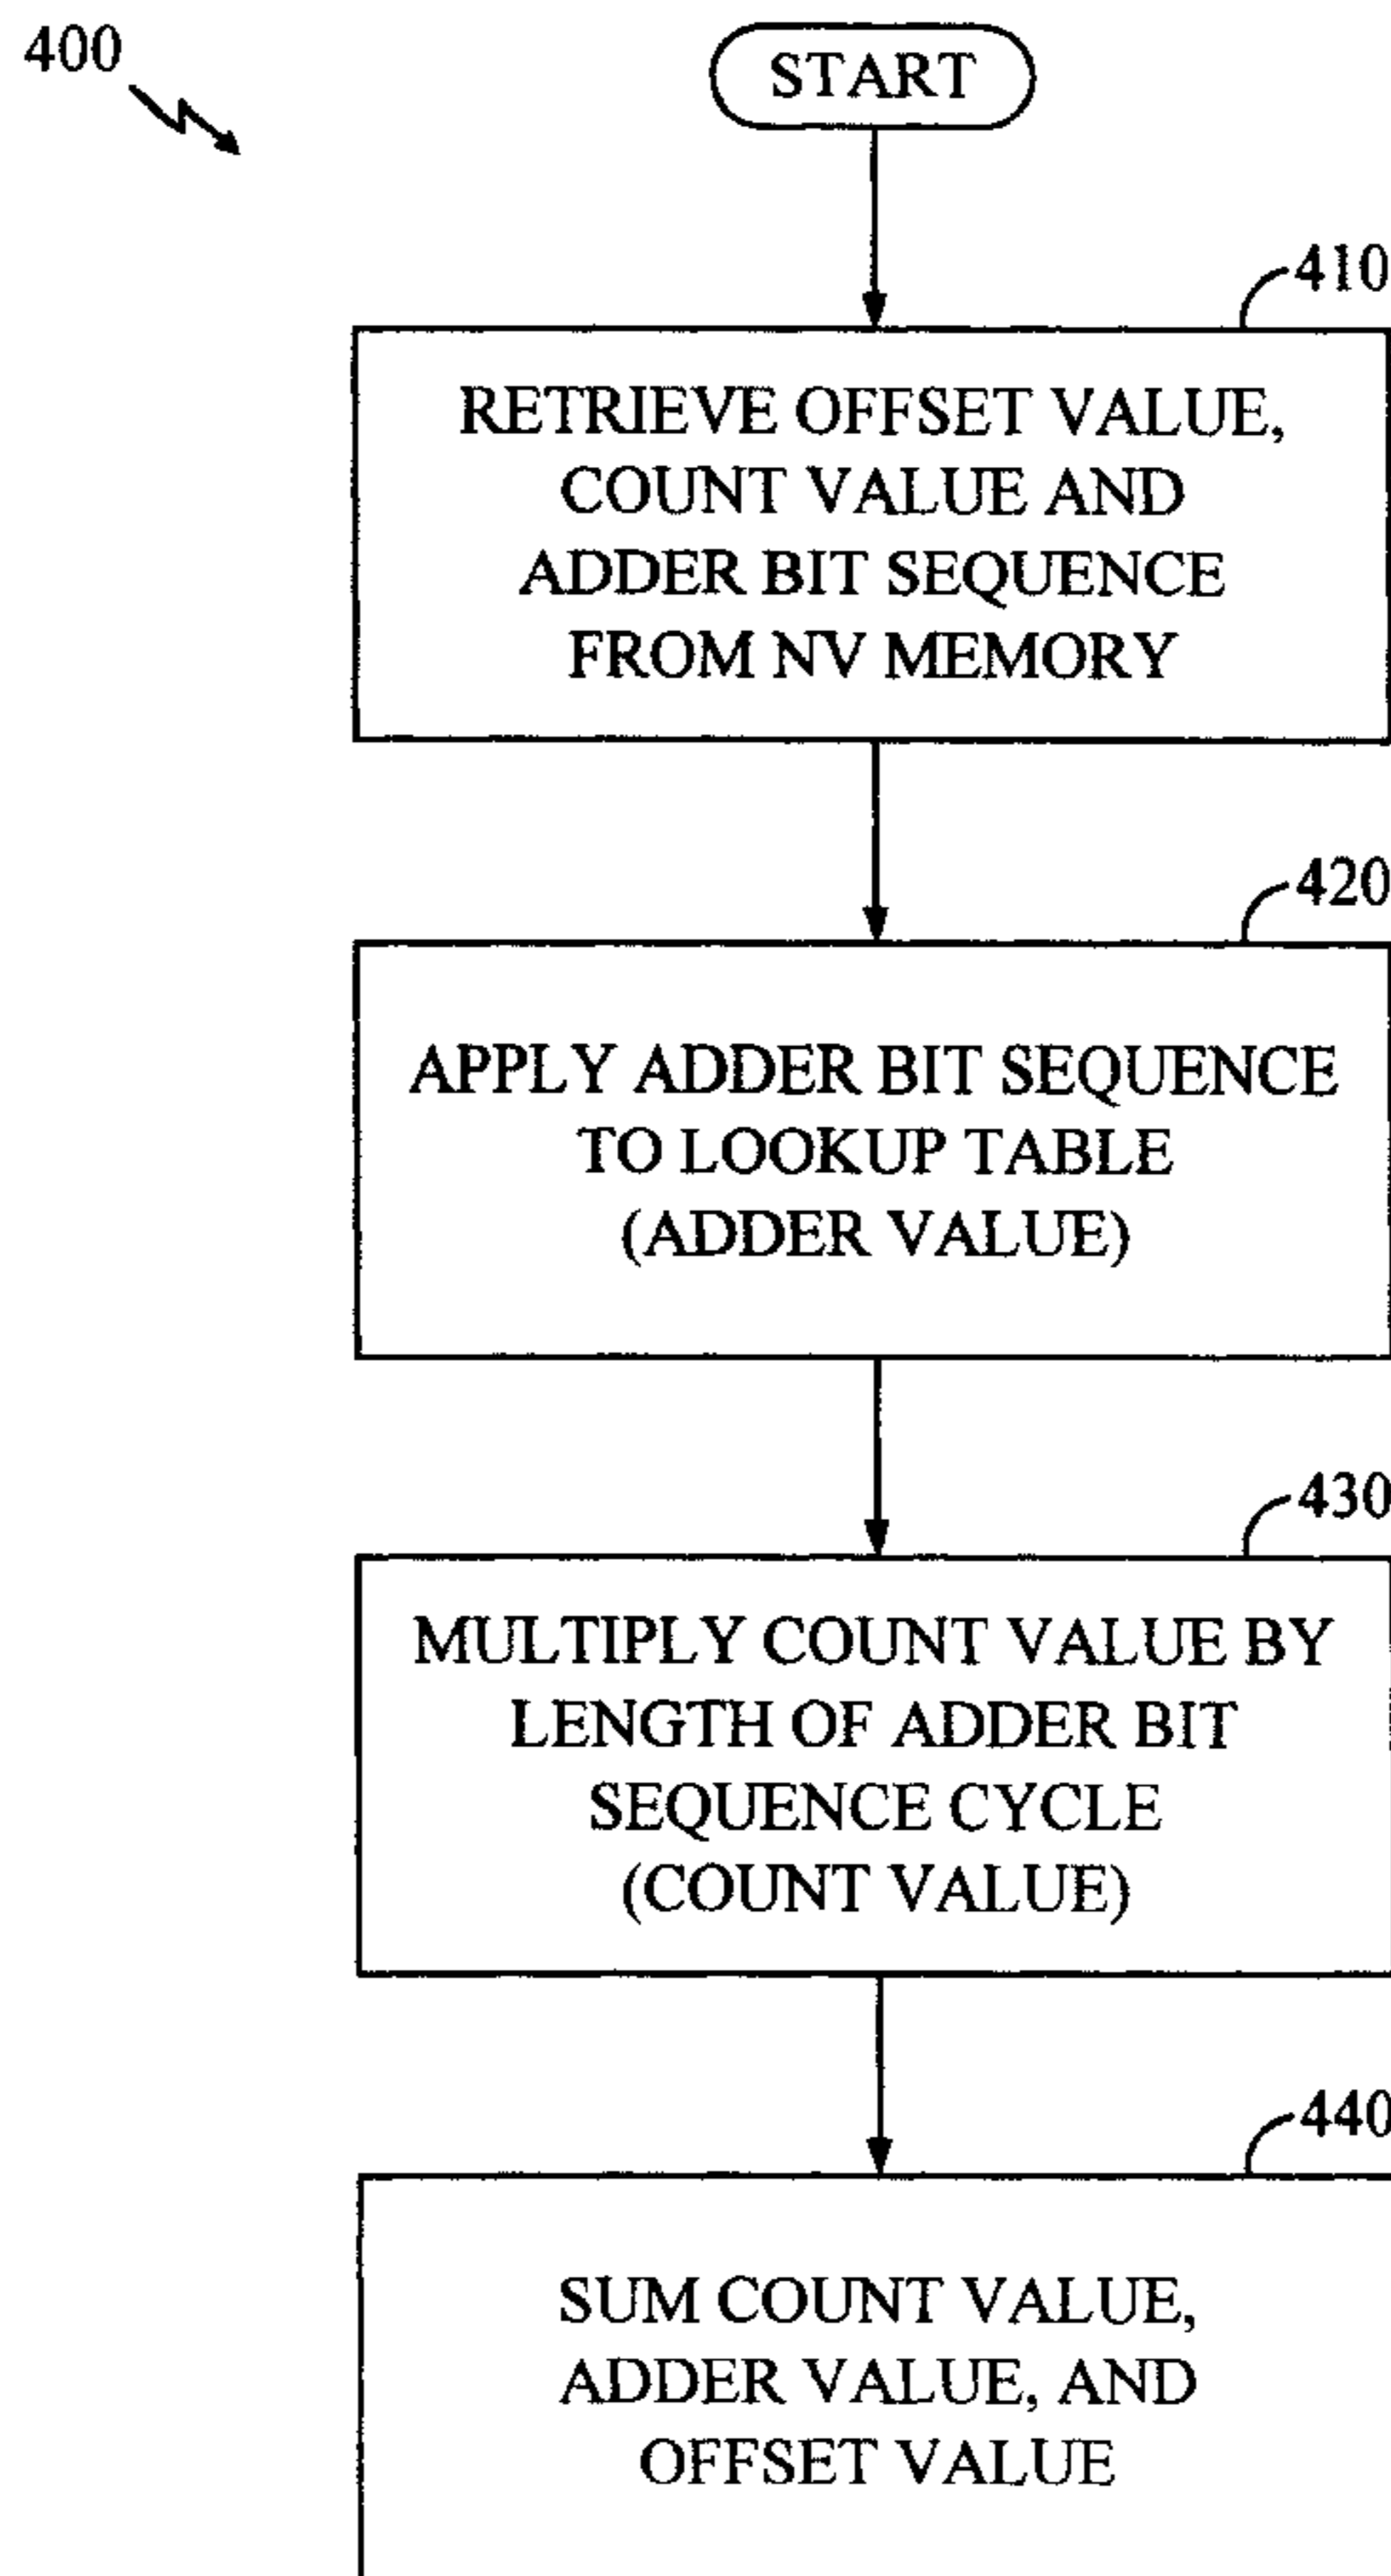 400
START
410
RETRIEVE OFFSET VALUE,
COUNT VALUE AND
ADDER BIT SEQUENCE
FROM NV MEMORY
420
APPLY ADDER BIT SEQUENCE
TO LOOKUP TABLE
(ADDER VALUE)
430
MULTIPLY COUNT VALUE BY
LENGTH OF ADDER BIT
SEQUENCE CYCLE
(COUNT VALUE)
440
SUM COUNT VALUE,
ADDER VALUE, AND
OFFSET VALUE